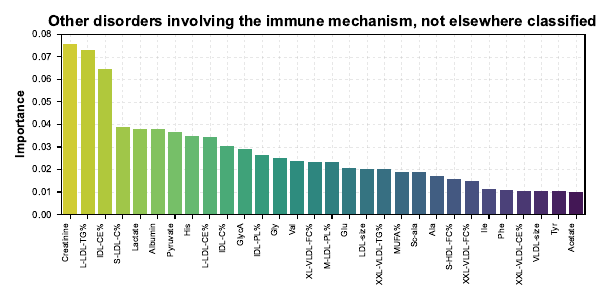 Other disorders involving the immune mechanism, not elsewhere classified
Importance
0.08
0.07
0.06
0.05
0.04
0.03
0.02
0.01
0.00
Creatinine
L-LDL-TG%
IDL-CE%
S-LDL-C%
Lactate
Albumin
Pyruvate
His
L-LDL-CE%
IDL-C%
GlycA
IDL-PL%
Gly
Val
XL-VLDL-FC%
M-LDL-PL%
Glu
LDL-size
XXL-VLDL-TG%
MUFA%
Sc-ala
Ala
S-HDL-FC%
XXL-VLDL-FC%
Ile
Phe
XXL-VLDL-CE%
VLDL-size
Tyr
Acetate